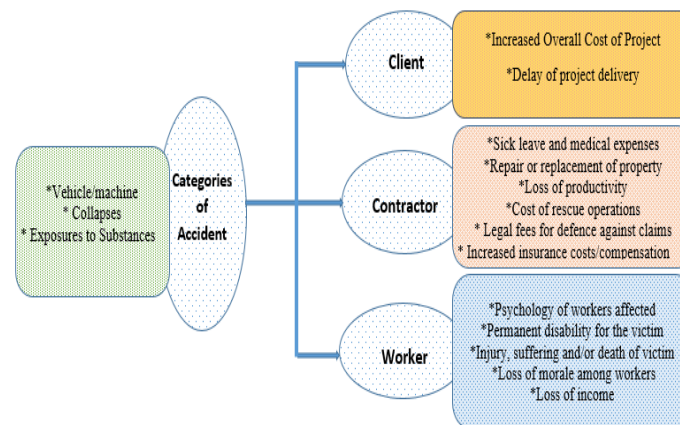 *Vehicle/machine
* Collapses
* Exposures to Substances
Categories
of
Accident
Client
*Increased Overall Cost of Project
*Delay of project delivery
Contractor
*Sick leave and medical expenses
*Repair or replacement of property
*Loss of productivity
*Cost of rescue operations
*Legal fees for defence against claims
* Increased insurance costs/compensation
Worker
*Psychology of workers affected
*Permanent disability for the victim
*Injury, suffering and/or death of victim
*Loss of morale among workers
*Loss of income